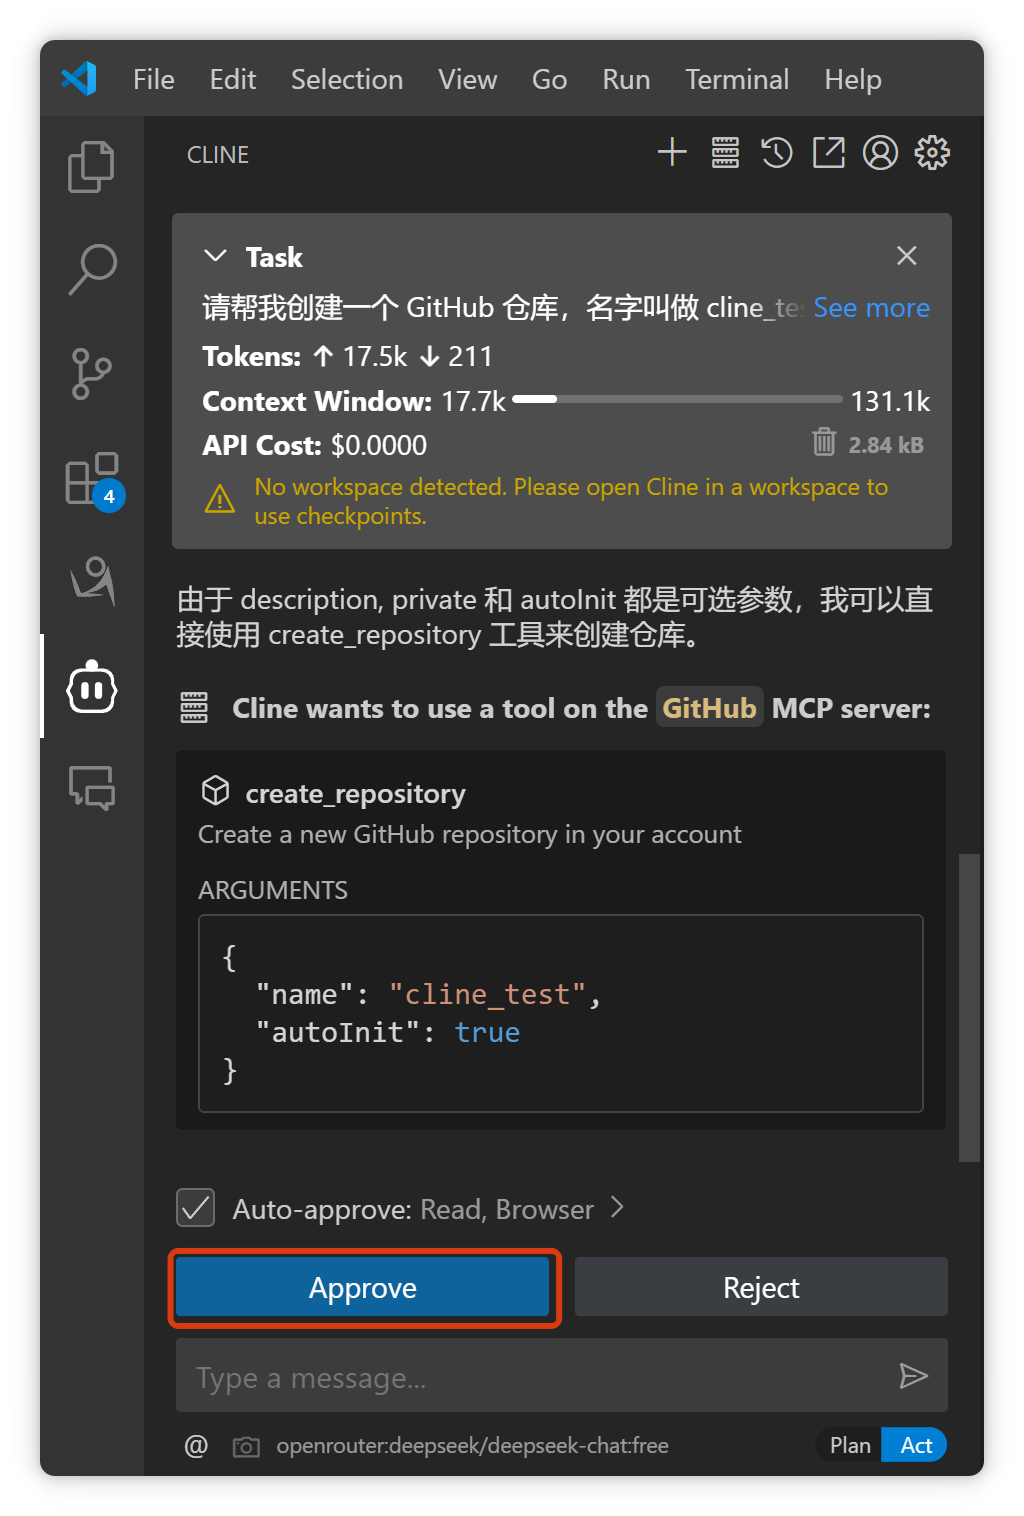 File Edit Selection View Go Run Terminal Help
CLINE
Task
请帮我创建一个 GitHub 仓库，名字叫做 cline_tes See more
Tokens: ↑ 17.5k ↓ 211
Context Window: 17.7k 131.1k
API Cost: $0.0000 2.84 kB
No workspace detected. Please open Cline in a workspace to
use checkpoints.
4
由于 description, private 和 autoInit 都是可选参数，我可以直
接使用 create_repository 工具来创建仓库。
Cline wants to use a tool on the GitHub MCP server:
create_repository
Create a new GitHub repository in your account
ARGUMENTS
{
"name": "cline_test",
"autoInit": true
}
Auto-approve: Read, Browser
Approve Reject
Type a message...
@ openrouter:deepseek/deepseek-chat:free Plan Act